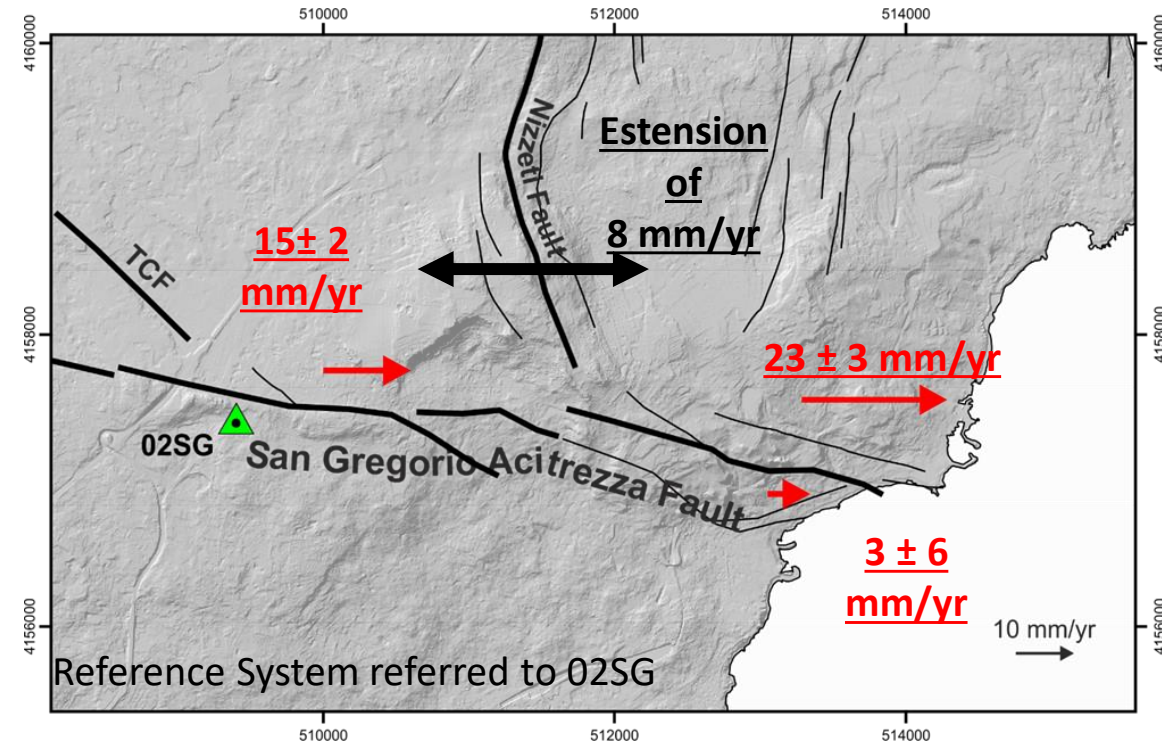 510000
512000
514000
4160000
4160000
Nizzeti Fault
Estension
of
8 mm/yr
15± 2
mm/yr
TCF
4158000
4158000
23 ± 3 mm/yr
02SG
San Gregorio Acitrezza Fault
3 ± 6
mm/yr
10 mm/yr
4156000
4156000
Reference System referred to 02SG
510000
512000
514000